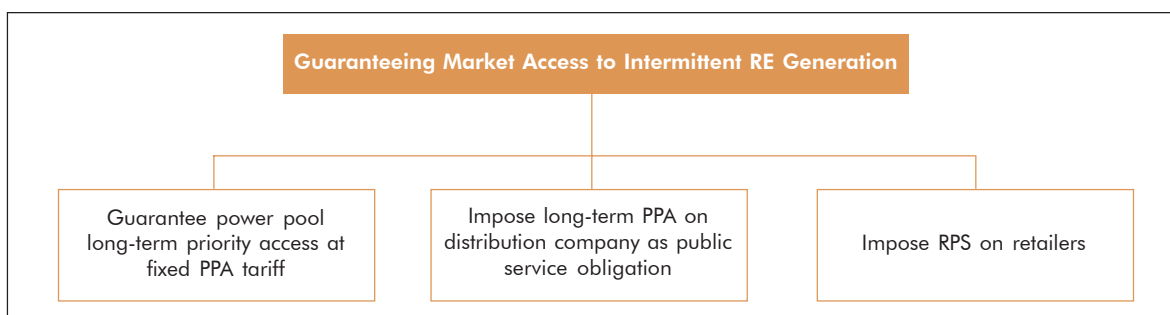 Guaranteeing Market Access to Intermittent RE Generation
Guarantee power pool
long-term priority access at
fixed PPA tariff
Impose long-term PPA on
distribution company as public
service obligation
Impose RPS on retailers